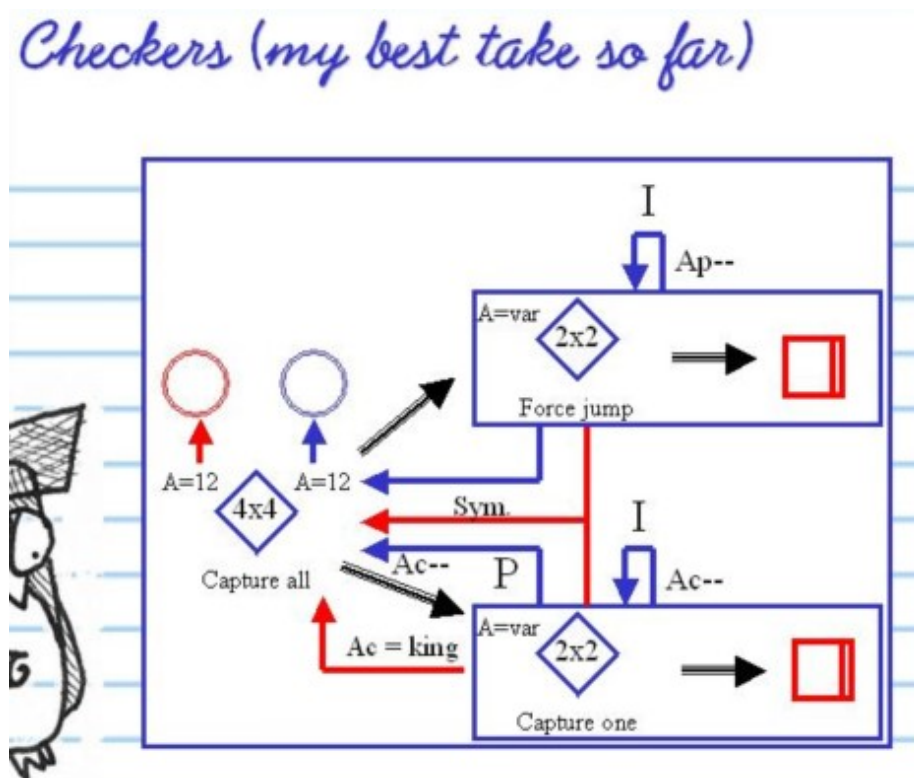 Checkers (my best take so far)
I
Ap--
A=var
2x2
Force jump
A=12
A=12
4x4
Capture all
Sym.
Ac--
P
I
Ac--
Ac = king
A=var
2x2
Capture one